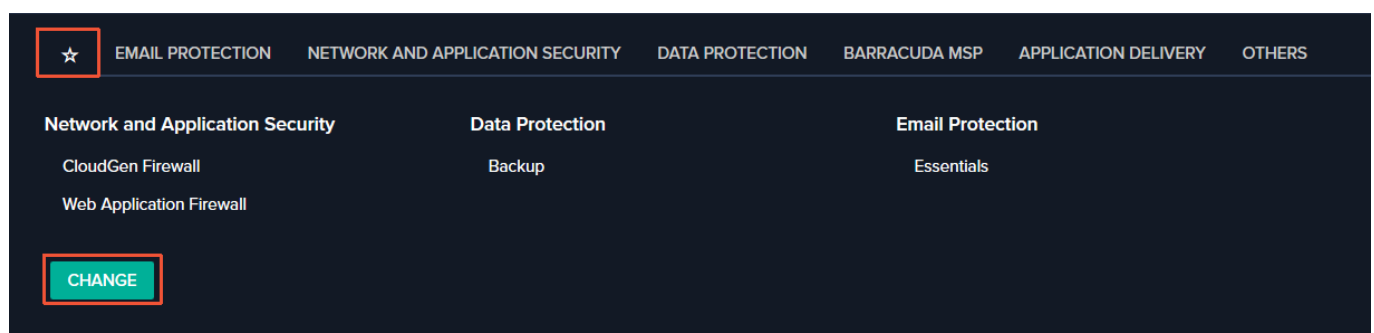 ☆ EMAIL PROTECTION NETWORK AND APPLICATION SECURITY DATA PROTECTION BARRACUDA MSP APPLICATION DELIVERY OTHERS
Network and Application Security Data Protection Email Protection
CloudGen Firewall Backup Essentials
Web Application Firewall
CHANGE